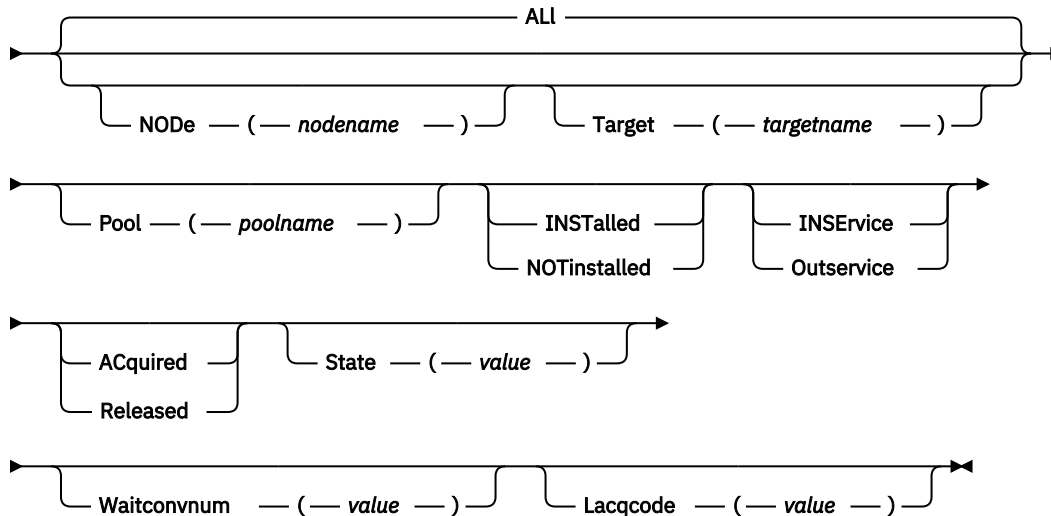 ALl
NODe ( nodename ) Target ( targetname )
Pool ( poolname ) INSTalled INSErvice
NOTinstalled Outservice
ACquired State ( value )
Released
Waitconvnum ( value ) Lacqcode ( value )